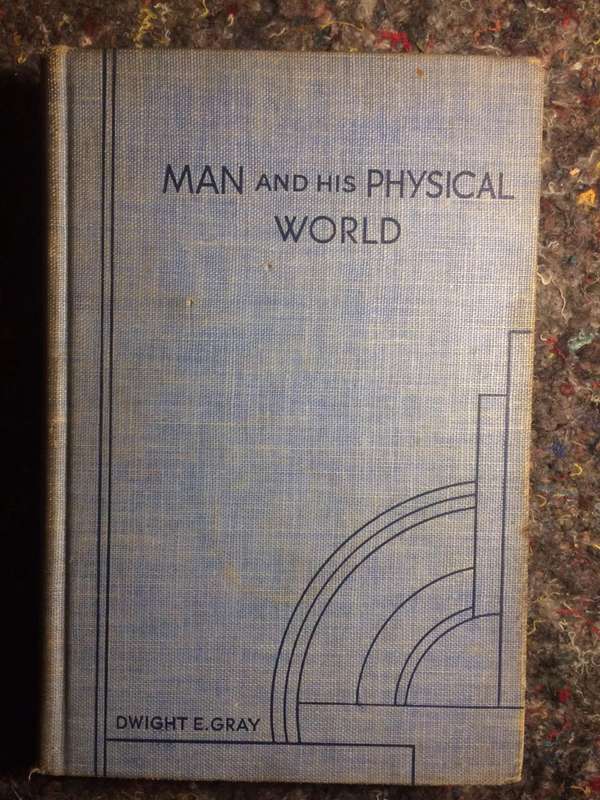 MAN AND HIS PHYSICAL
WORLD
DWIGHT E. GRAY